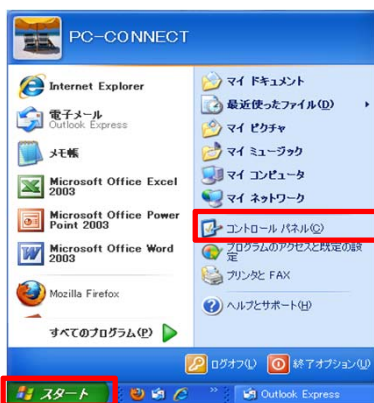 PC-CONNECT
Internet Explorer
電子メール
Outlook Express
メモ帳
Microsoft Office Excel
2003
Microsoft Office Power
Point 2003
Microsoft Office Word
2003
Mozilla Firefox
すべてのプログラム(P)
マイ ドキュメント
最近使ったファイル(D)
マイ ピクチャ
マイ ミュージック
マイ コンピュータ
マイ ネットワーク
コントロール パネル(C)
プログラムのアクセスと既定の設
定
プリンタと FAX
ヘルプとサポート(H)
ログオフ(L) 終了オプション(U)
スタート
Outlook Express